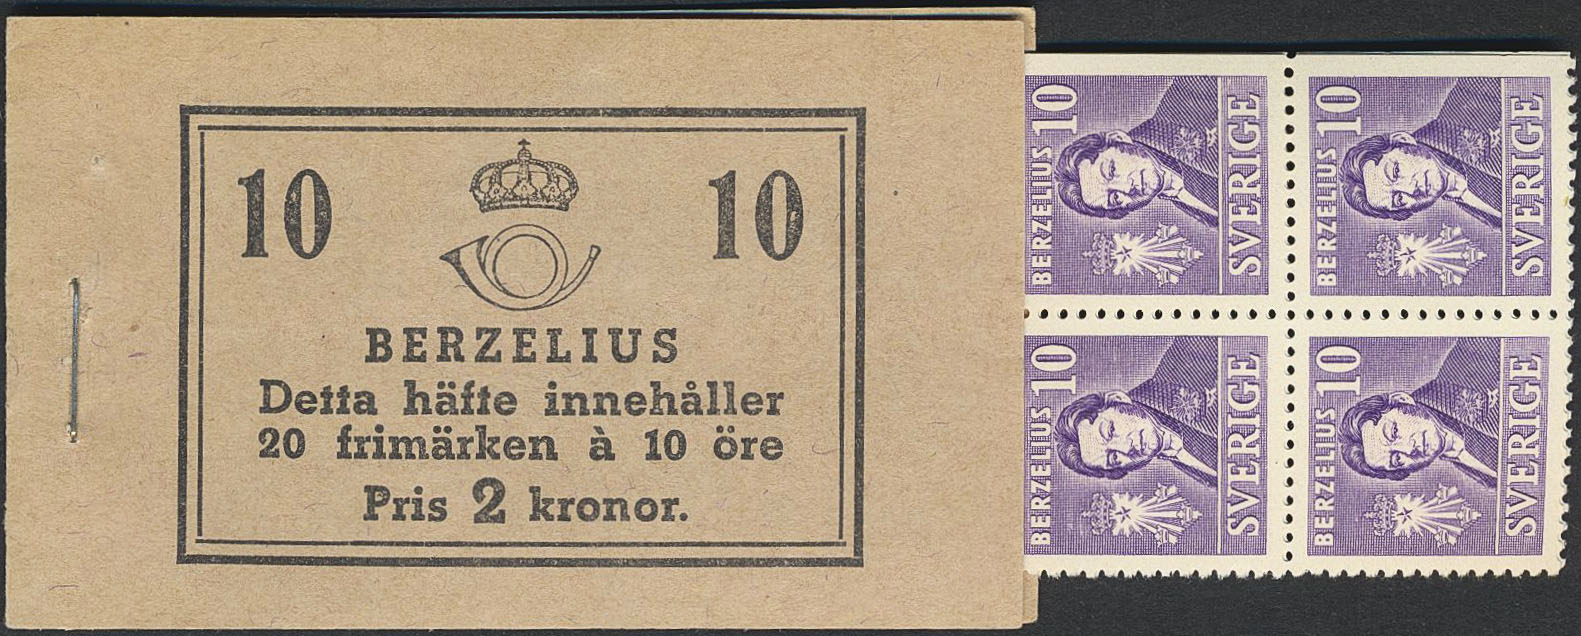 10 10
BERZELIUS
Detta häfte innehåller
20 frimärken à 10 öre
Pris 2 kronor.
BERZELIUS 10
SVERIGE
BERZELIUS 10
SVERIGE
BERZELIUS 10
SVERIGE
BERZELIUS 10
SVERIGE